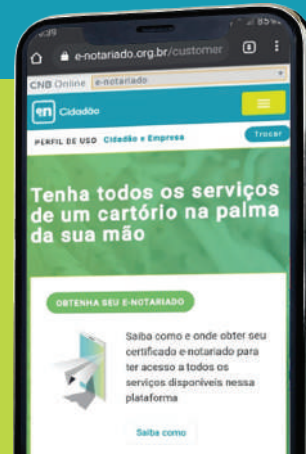 85%
e-notariado.org.br/customer
CNB Online e-notariado
en Cidadão
PERFIL DE USO Cidadão e Empresa Trocar
Tenha todos os serviços
de um cartório na palma
da sua mão
OBTENHA SEU E-NOTARIADO
Saiba como e onde obter seu
certificado e-notariado para
ter acesso a todos os
serviços disponíveis nessa
plataforma
Saiba como